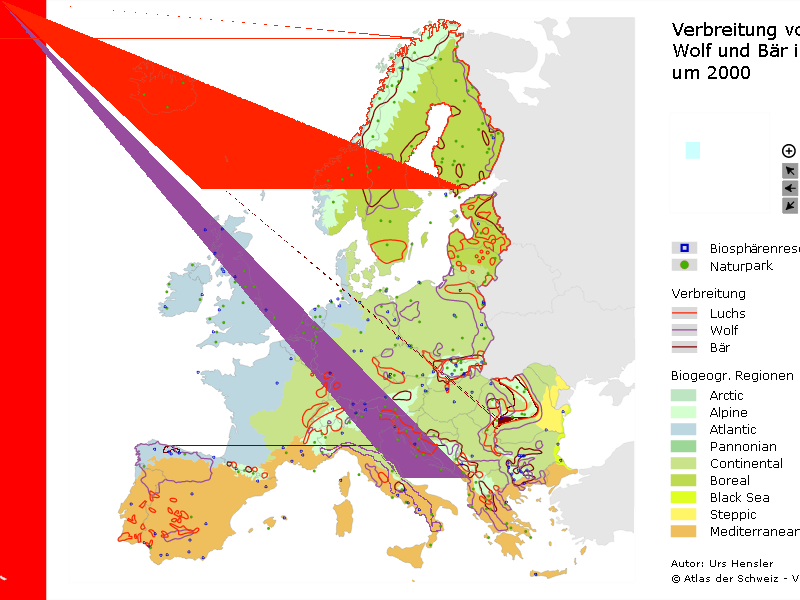 Verbreitung vo
Wolf und Bär i
um 2000
Biosphärenrese
Naturpark
Verbreitung
Luchs
Wolf
Bär
Biogeogr. Regionen
Arctic
Alpine
Atlantic
Pannonian
Continental
Boreal
Black Sea
Steppic
Mediterranean
Autor: Urs Hensler
© Atlas der Schweiz - V